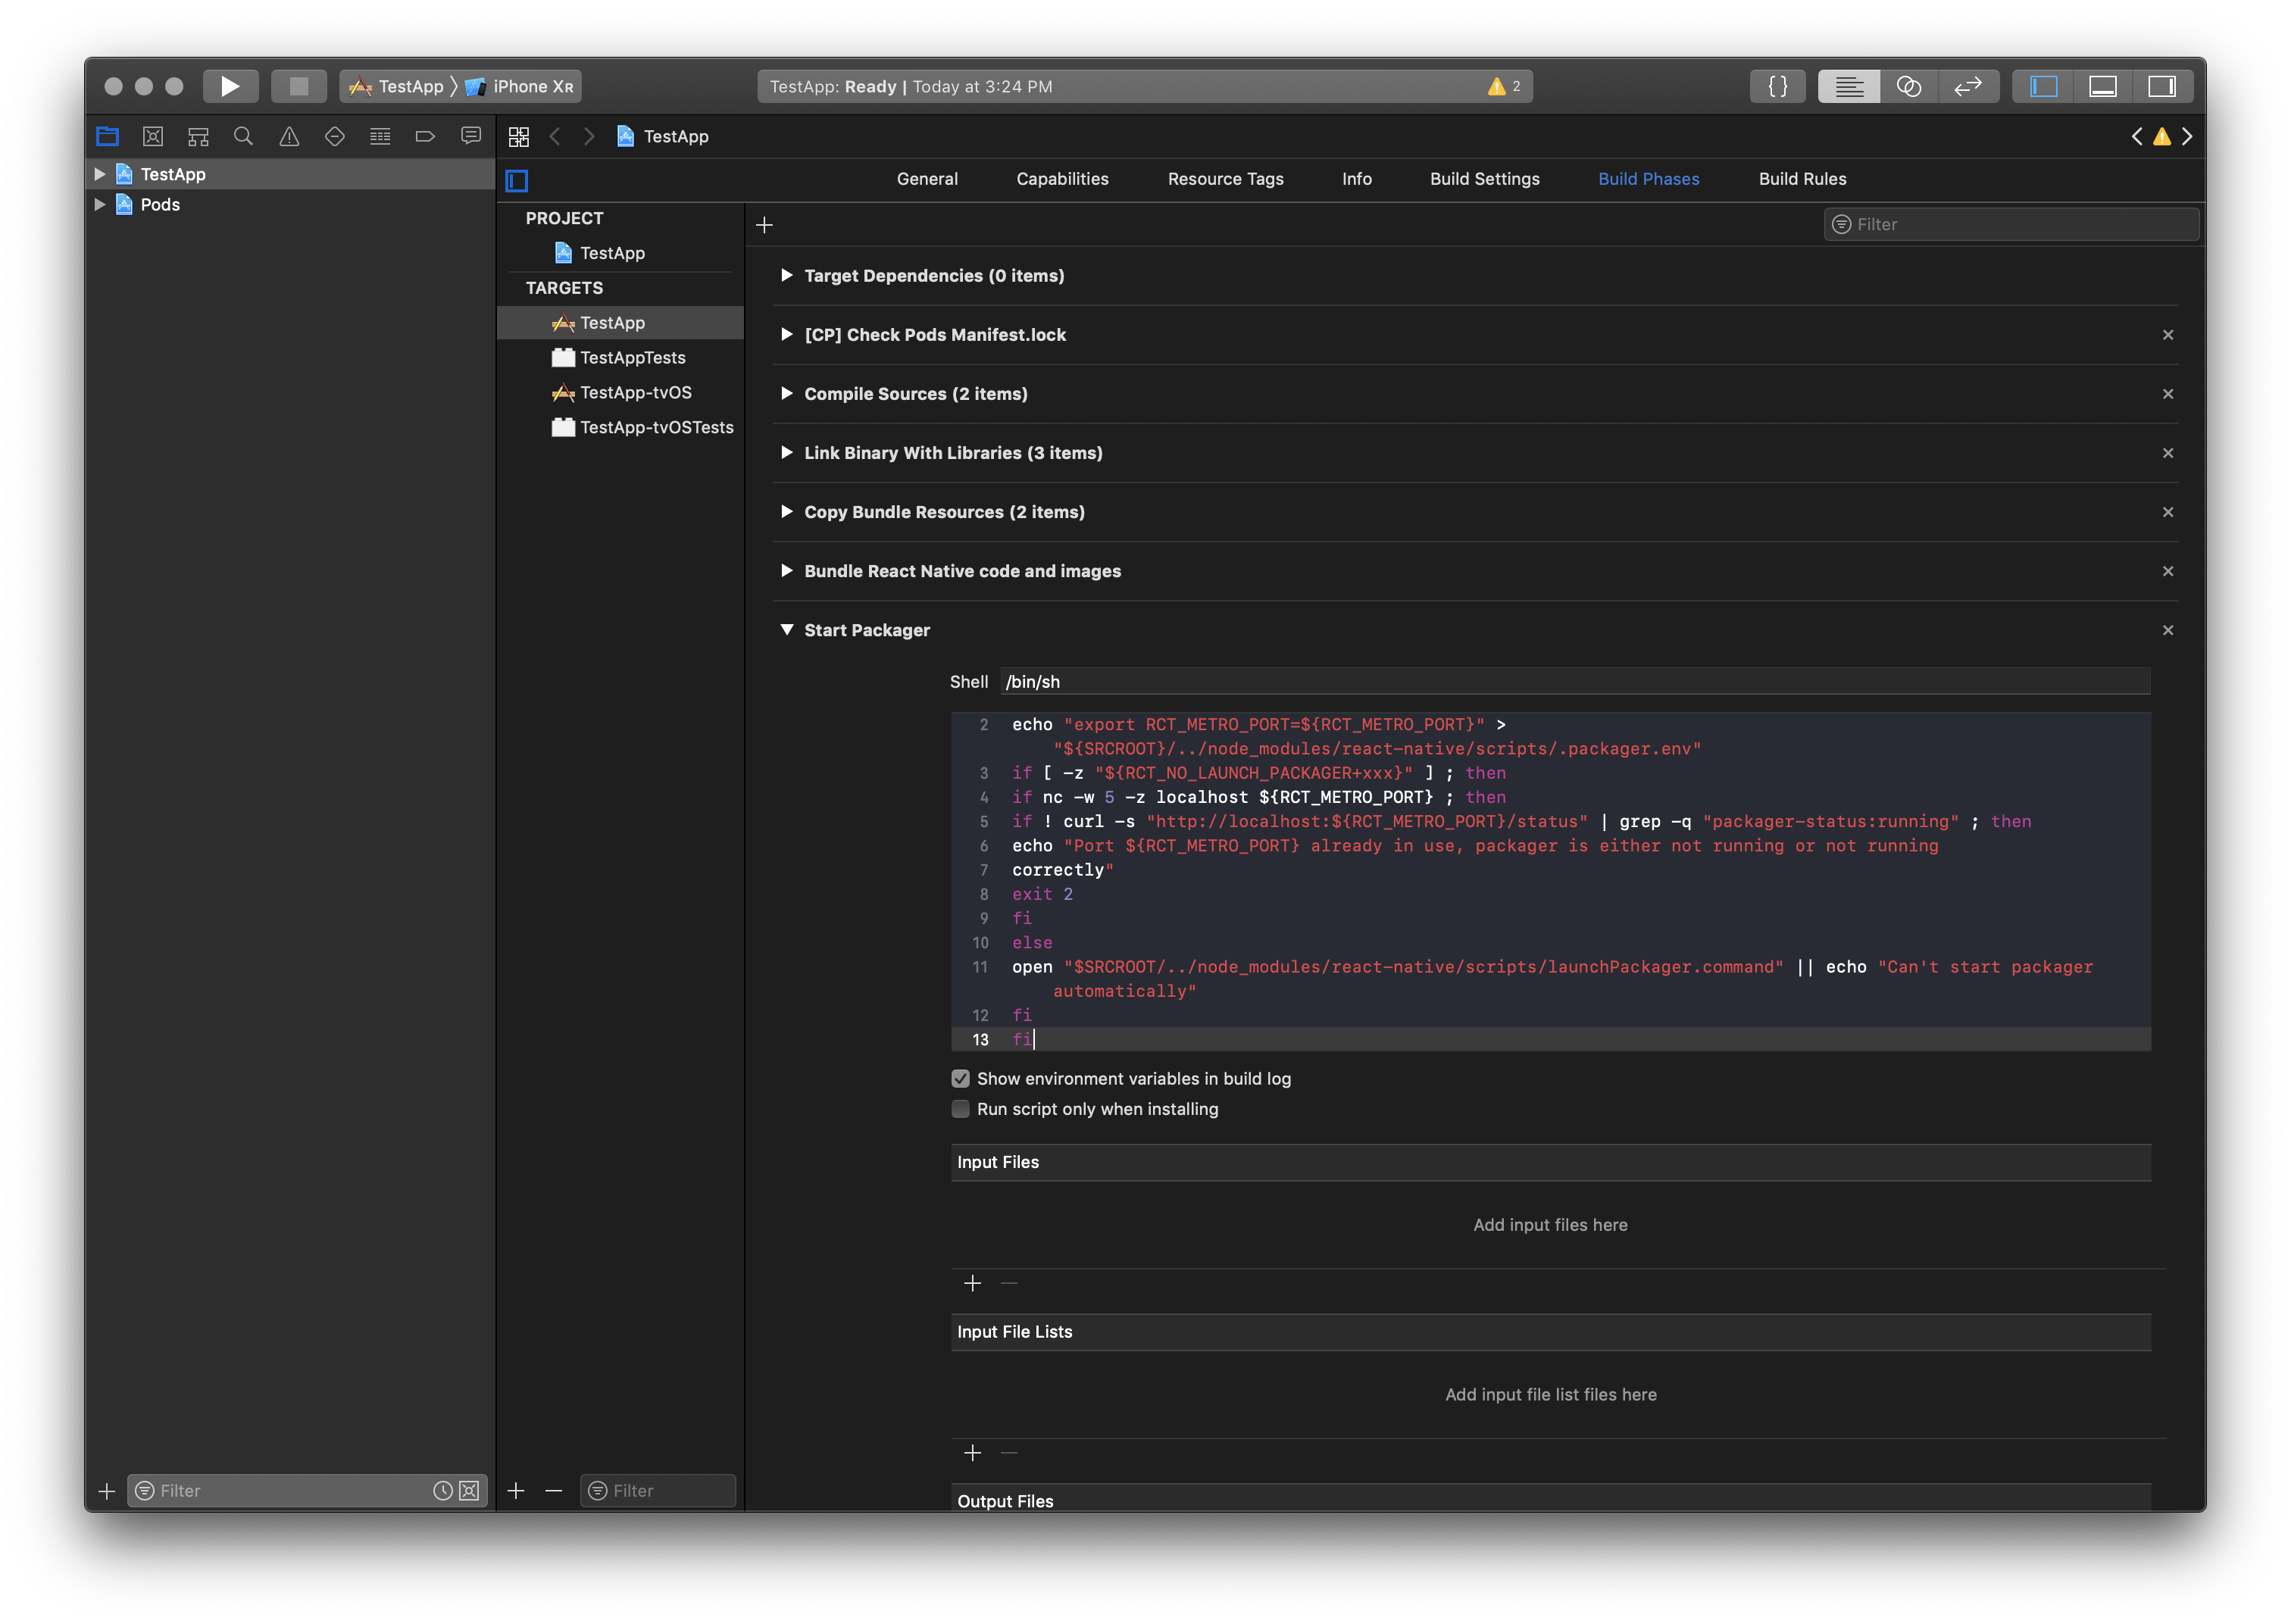 TestApp
iPhone XR
TestApp: Ready | Today at 3:24 PM
2
{ }
TestApp
TestApp
Pods
General
Capabilities
Resource Tags
Info
Build Settings
Build Phases
Build Rules
PROJECT
TestApp
TARGETS
TestApp
TestAppTests
TestApp-tvOS
TestApp-tvOSTests
Filter
Target Dependencies (0 items)
[CP] Check Pods Manifest.lock
Compile Sources (2 items)
Link Binary With Libraries (3 items)
Copy Bundle Resources (2 items)
Bundle React Native code and images
Start Packager
Shell /bin/sh
2 echo "export RCT_METRO_PORT=${RCT_METRO_PORT}" >
"${SRCROOT}/../node_modules/react-native/scripts/.packager.env"
3 if [ -z "${RCT_NO_LAUNCH_PACKAGER+xxx}" ] ; then
4 if nc -w 5 -z localhost ${RCT_METRO_PORT} ; then
5 if ! curl -s "http://localhost:${RCT_METRO_PORT}/status" | grep -q "packager-status:running" ; then
6 echo "Port ${RCT_METRO_PORT} already in use, packager is either not running or not running
7 correctly"
8 exit 2
9 fi
10 else
11 open "$SRCROOT/../node_modules/react-native/scripts/launchPackager.command" || echo "Can't start packager
automatically"
12 fi
13 fi
Show environment variables in build log
Run script only when installing
Input Files
Add input files here
Input File Lists
Add input file list files here
Output Files
Filter
Filter